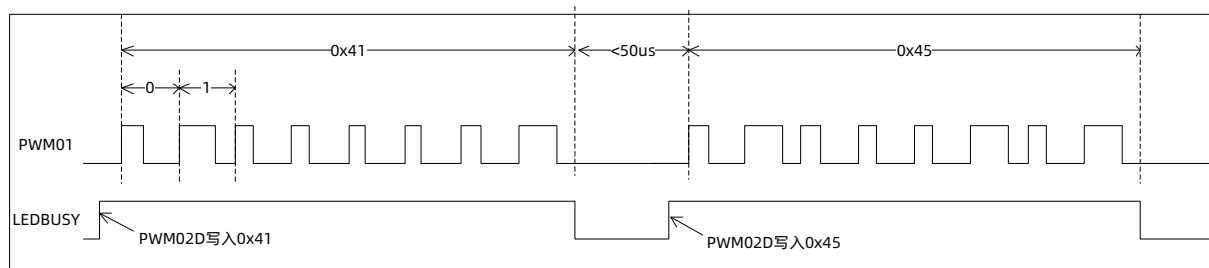 0x41
<50us
0x45
0
1
PWM01
LEDBUSY
PWM02D写入0x41
PWM02D写入0x45